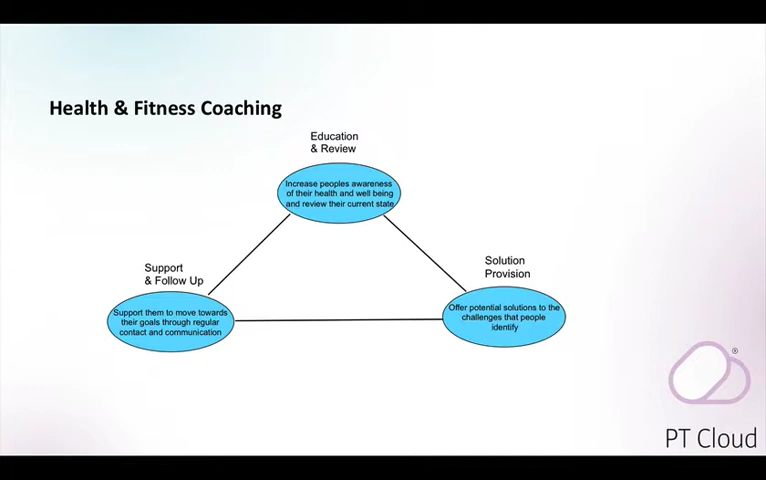 Health & Fitness Coaching
Education
& Review
Increase peoples awareness
of their health and well being
and review their current state
Support
& Follow Up
Support them to move towards
their goals through regular
contact and communication
Solution
Provision
Offer potential solutions to the
challenges that people
identify
®
PT Cloud